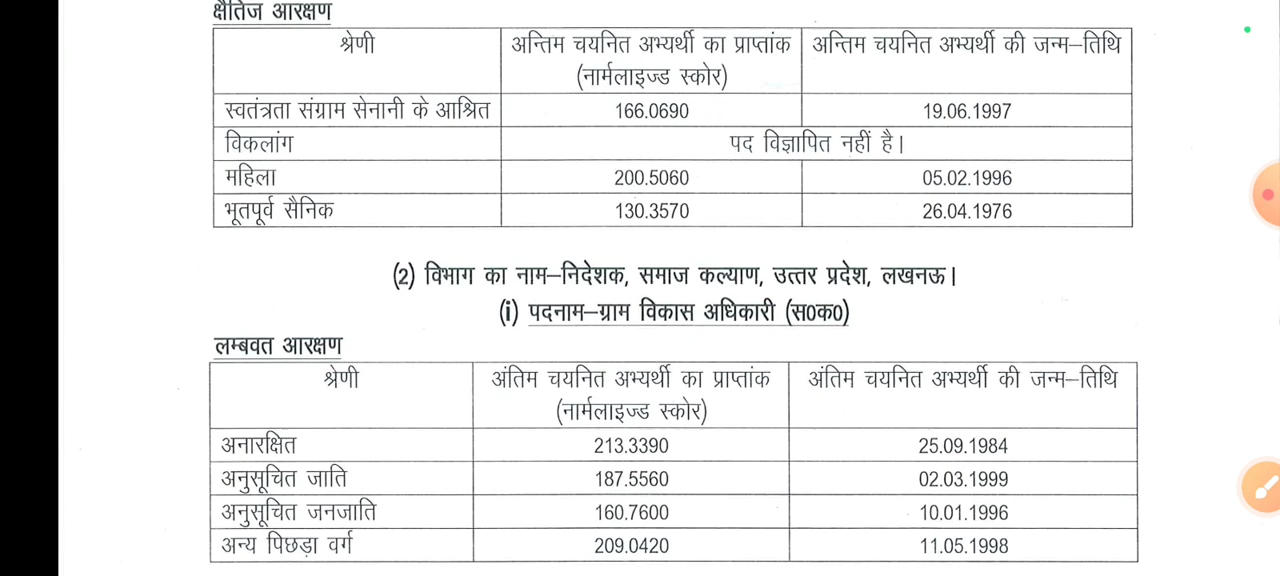 क्षैतिज आरक्षण
श्रेणी अन्तिम चयनित अभ्यर्थी का प्राप्तांक (नार्मलाइज्ड स्कोर) अन्तिम चयनित अभ्यर्थी की जन्म–तिथि
स्वतंत्रता संग्राम सेनानी के आश्रित 166.0690 19.06.1997
विकलांग पद विज्ञापित नहीं है।
महिला 200.5060 05.02.1996
भूतपूर्व सैनिक 130.3570 26.04.1976
(2) विभाग का नाम–निदेशक, समाज कल्याण, उत्तर प्रदेश, लखनऊ।
(i) पदनाम–ग्राम विकास अधिकारी (स0क0)
लम्बवत आरक्षण
श्रेणी अंतिम चयनित अभ्यर्थी का प्राप्तांक (नार्मलाइज्ड स्कोर) अंतिम चयनित अभ्यर्थी की जन्म–तिथि
अनारक्षित 213.3390 25.09.1984
अनुसूचित जाति 187.5560 02.03.1999
अनुसूचित जनजाति 160.7600 10.01.1996
अन्य पिछड़ा वर्ग 209.0420 11.05.1998